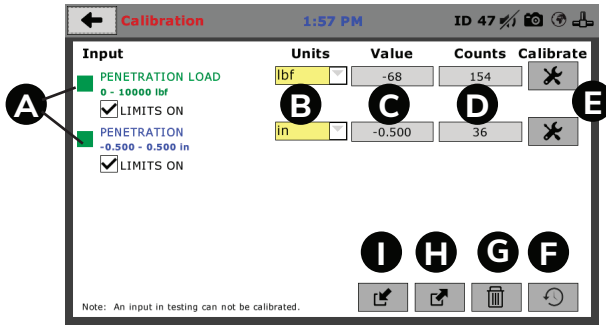 Calibration 1:57 PM ID 47
Input Units Value Counts Calibrate
PENETRATION LOAD lbf -68 154
0 - 10000 lbf
LIMITS ON
A B C D E
PENETRATION in -0.500 36
-0.500 - 0.500 in
LIMITS ON
I H G F
Note: An input in testing can not be calibrated.